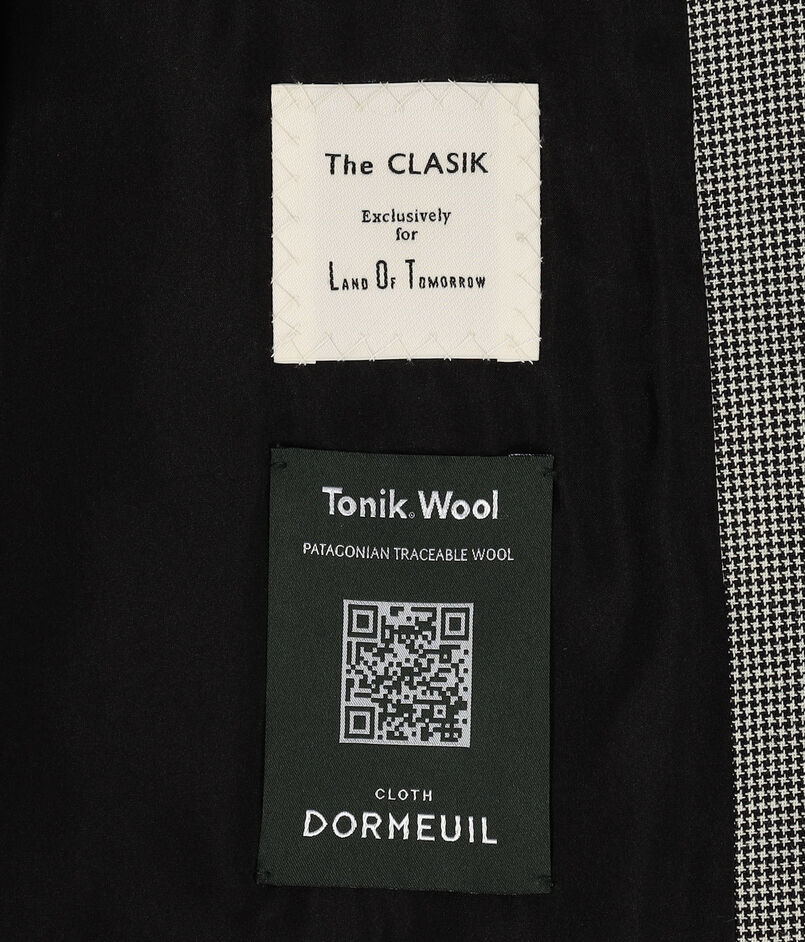 The CLASIK
Exclusively
for
LAND OF TOMORROW
Tonik® Wool
PATAGONIAN TRACEABLE WOOL
CLOTH
DORMEUIL